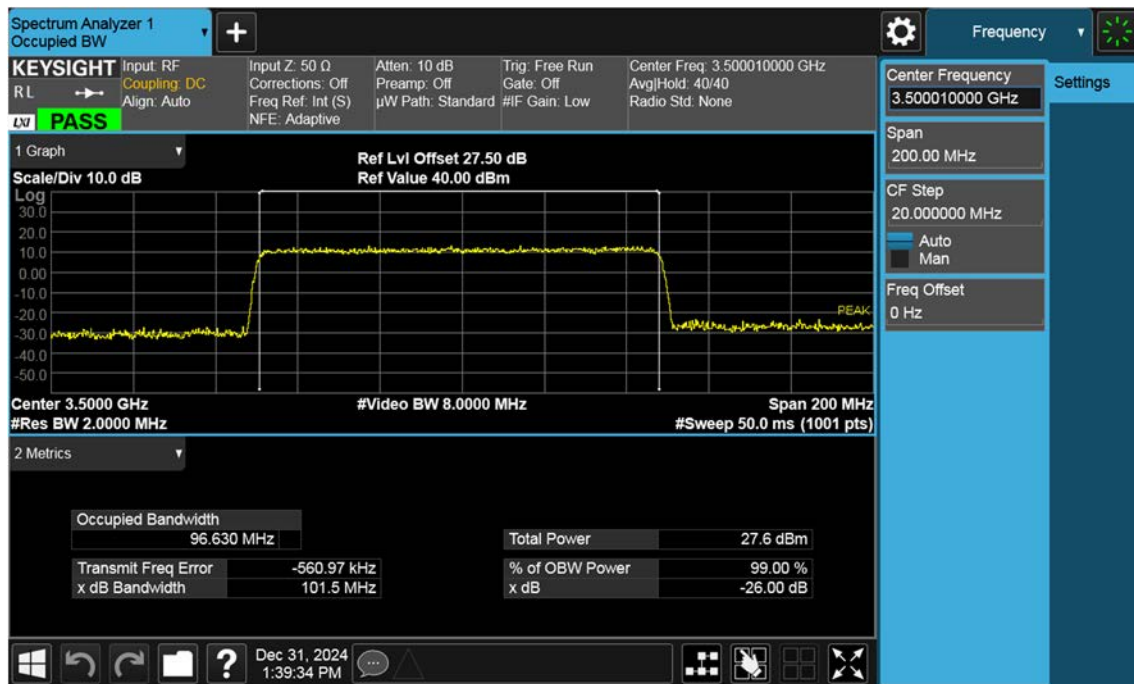 Spectrum Analyzer 1
Occupied BW
+
Frequency
KEYSIGHT
RL
LXI PASS
Input: RF
Coupling: DC
Align: Auto
Input Z: 50 Ω
Corrections: Off
Freq Ref: Int (S)
NFE: Adaptive
Atten: 10 dB
Preamp: Off
µW Path: Standard
Trig: Free Run
Gate: Off
#IF Gain: Low
Center Freq: 3.500010000 GHz
Avg|Hold: 40/40
Radio Std: None
Center Frequency
3.500010000 GHz
Settings
Span
200.00 MHz
CF Step
20.000000 MHz
Auto
Man
Freq Offset
0 Hz
1 Graph
Scale/Div 10.0 dB
Ref Lvl Offset 27.50 dB
Ref Value 40.00 dBm
Log
30.0
20.0
10.0
0.00
-10.0
-20.0
-30.0
-40.0
-50.0
PEAK
Center 3.5000 GHz
#Video BW 8.0000 MHz
Span 200 MHz
#Res BW 2.0000 MHz
#Sweep 50.0 ms (1001 pts)
2 Metrics
Occupied Bandwidth
96.630 MHz
Total Power 27.6 dBm
Transmit Freq Error -560.97 kHz
% of OBW Power 99.00 %
x dB Bandwidth 101.5 MHz
x dB -26.00 dB
?
Dec 31, 2024
1:39:34 PM